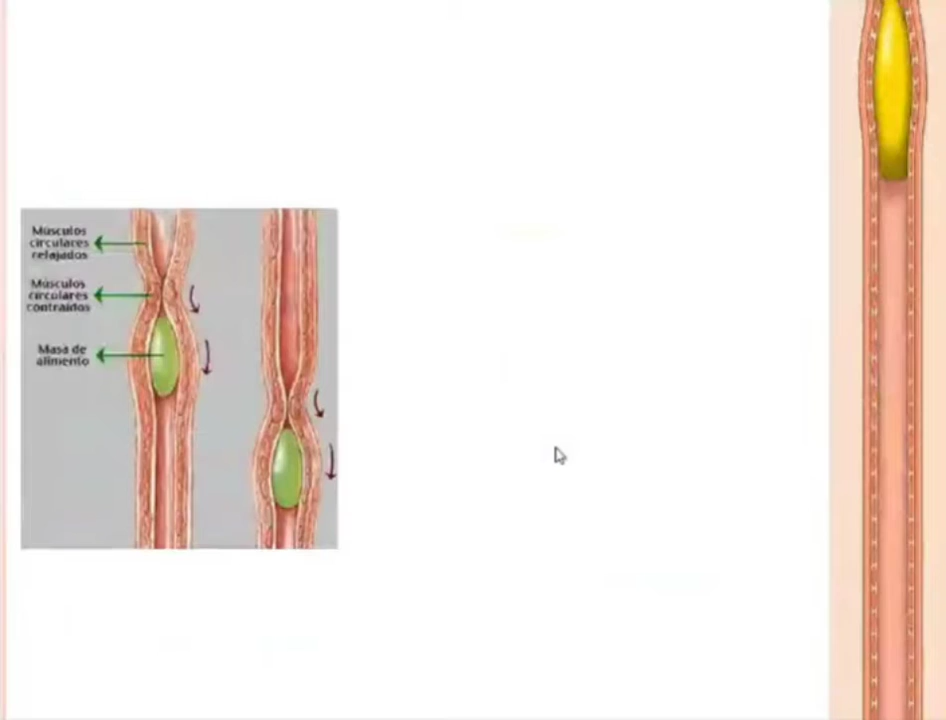 Músculos
circulares
relajados
Músculos
circulares
contraídos
Masa de
alimento